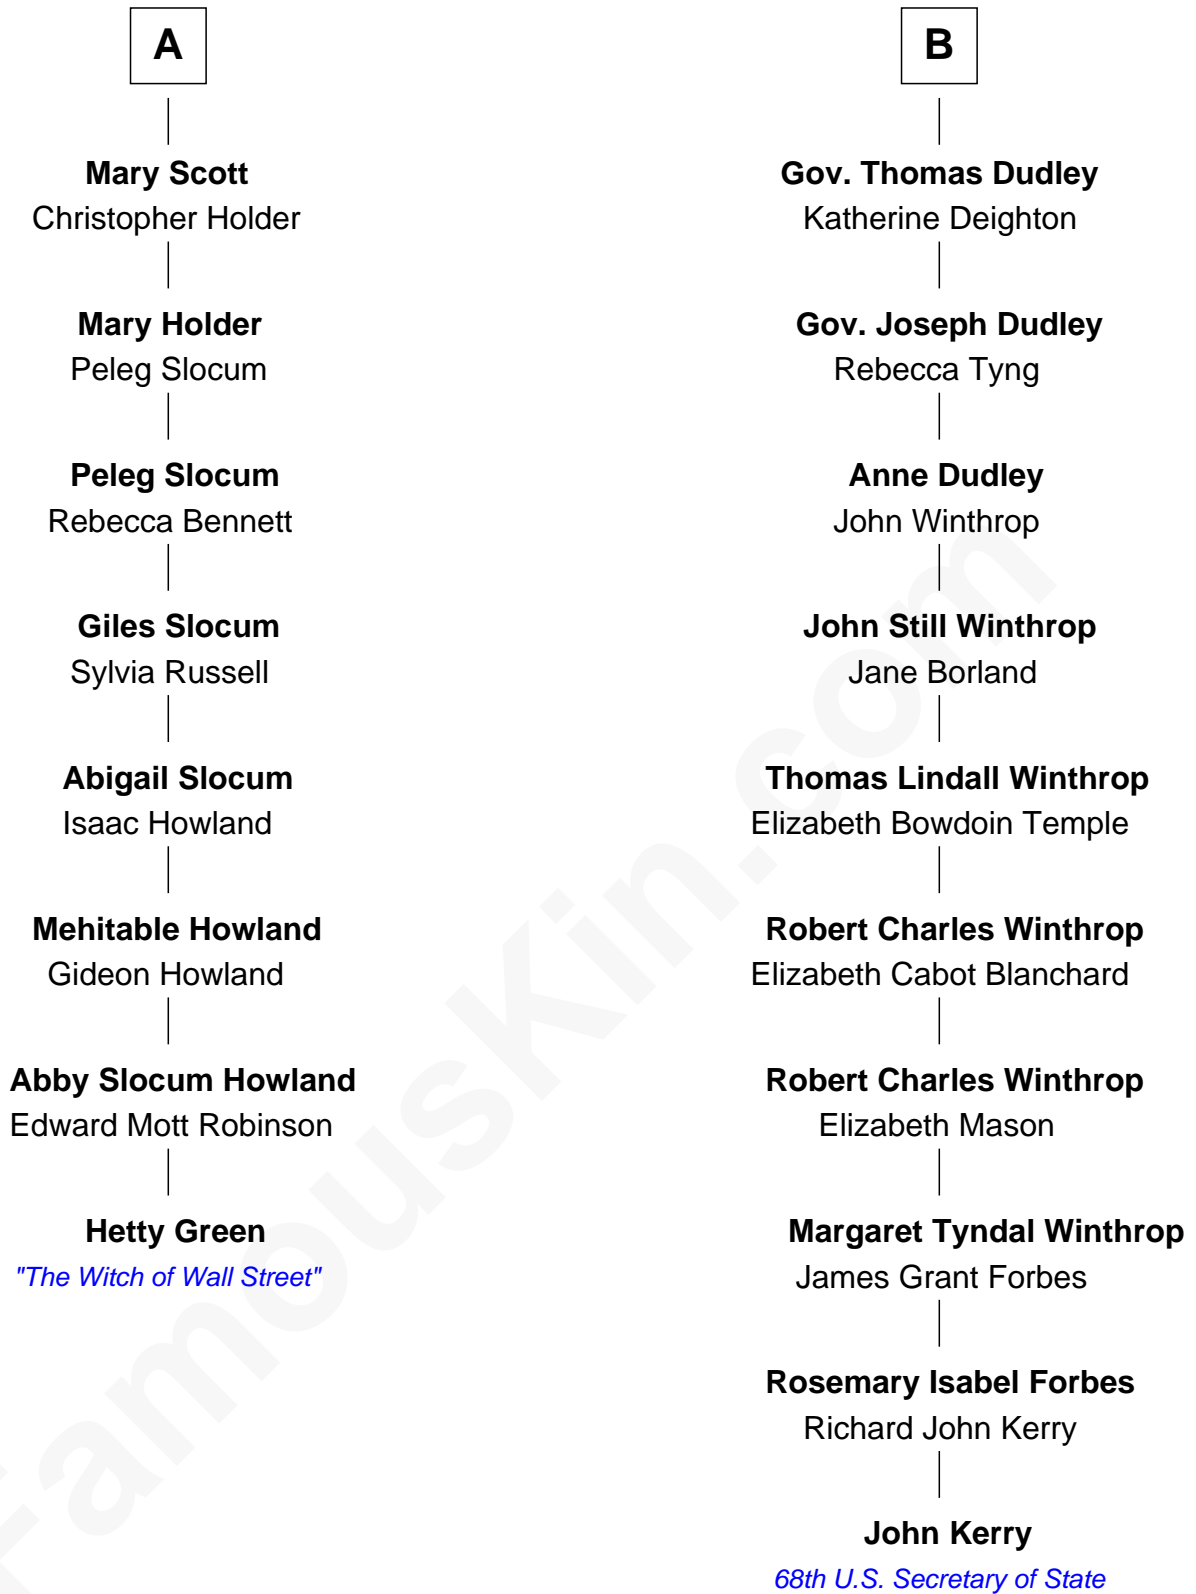 A
Mary Scott
Christopher Holder
Mary Holder
Peleg Slocum
Peleg Slocum
Rebecca Bennett
Giles Slocum
Sylvia Russell
Abigail Slocum
Isaac Howland
Mehitable Howland
Gideon Howland
Abby Slocum Howland
Edward Mott Robinson
Hetty Green
"The Witch of Wall Street"
B
Gov. Thomas Dudley
Katherine Deighton
Gov. Joseph Dudley
Rebecca Tyng
Anne Dudley
John Winthrop
John Still Winthrop
Jane Borland
Thomas Lindall Winthrop
Elizabeth Bowdoin Temple
Robert Charles Winthrop
Elizabeth Cabot Blanchard
Robert Charles Winthrop
Elizabeth Mason
Margaret Tyndal Winthrop
James Grant Forbes
Rosemary Isabel Forbes
Richard John Kerry
John Kerry
68th U.S. Secretary of State
FamousKin.com